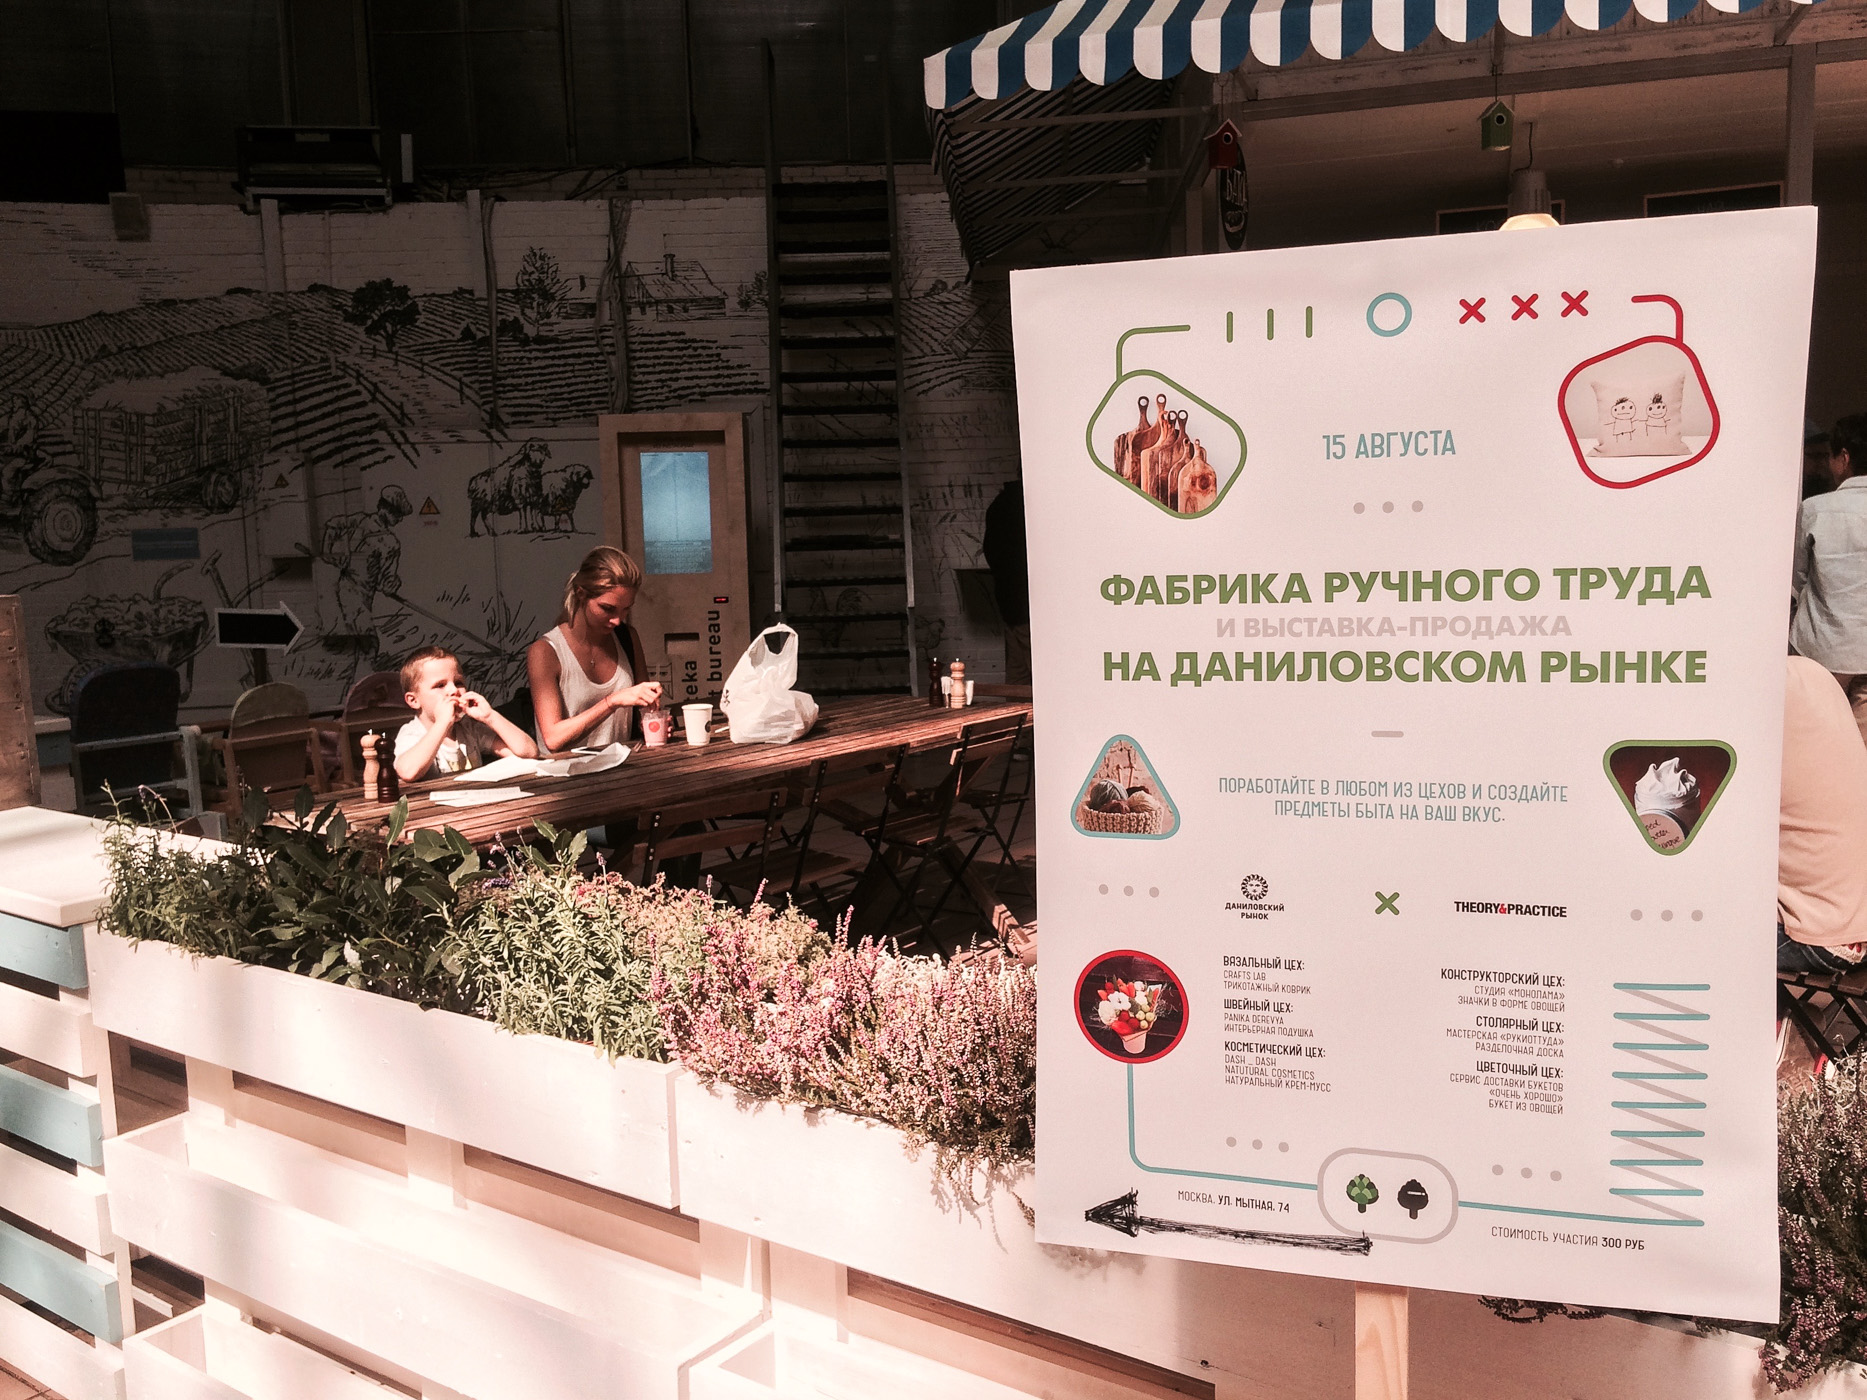 15 АВГУСТА
ФАБРИКА РУЧНОГО ТРУДА
И ВЫСТАВКА-ПРОДАЖА
НА ДАНИЛОВСКОМ РЫНКЕ
ПОРАБОТАЙТЕ В ЛЮБОМ ИЗ ЦЕХОВ И СОЗДАЙТЕ
ПРЕДМЕТЫ БЫТА НА ВАШ ВКУС.
ДАНИЛОВСКИЙ
РЫНОК
THEORY&PRACTICE
ВЯЗАЛЬНЫЙ ЦЕХ:
CRAFTS LAB
ТРИКОТАЖНЫЙ КОВРИК
ШВЕЙНЫЙ ЦЕХ:
PANIKA DEREVYA
ИНТЕРЬЕРНАЯ ПОДУШКА
КОСМЕТИЧЕСКИЙ ЦЕХ:
DASH _ DASH
NATUTURAL COSMETICS
НАТУРАЛЬНЫЙ КРЕМ-МУСС
КОНСТРУКТОРСКИЙ ЦЕХ:
СТУДИЯ «МОНОЛАМА»
ЗНАЧКИ В ФОРМЕ ОВОЩЕЙ
СТОЛЯРНЫЙ ЦЕХ:
МАСТЕРСКАЯ «РУКИОТТУДА»
РАЗДЕЛОЧНАЯ ДОСКА
ЦВЕТОЧНЫЙ ЦЕХ:
СЕРВИС ДОСТАВКИ БУКЕТОВ
«ОЧЕНЬ ХОРОШО»
БУКЕТ ИЗ ОВОЩЕЙ
МОСКВА, УЛ. МЫТНАЯ, 74
СТОИМОСТЬ УЧАСТИЯ 300 РУБ
teka
t bureau